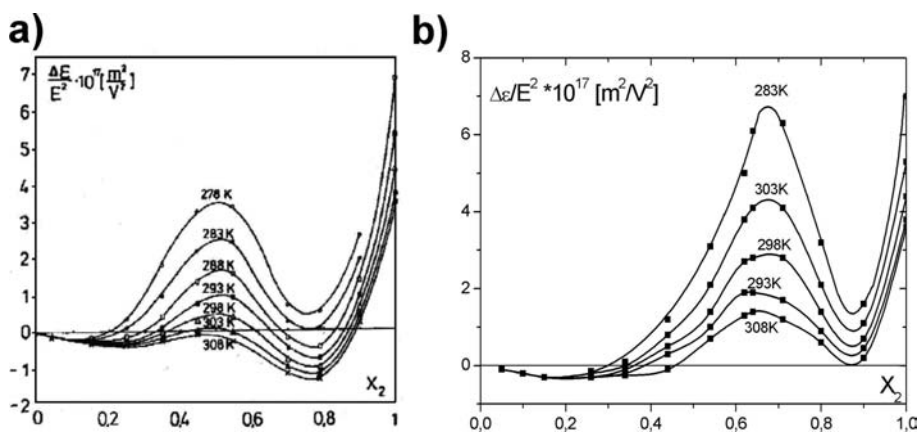 a)
ΔE/E² · 10¹⁷ [m²/V²]
7
6
5
4
3
2
1
0
-1
-2
278 K
283 K
288 K
293 K
298 K
303 K
308 K
X₂
0 0,2 0,4 0,6 0,8 1
b)
Δε/E² *10¹⁷ [m²/V²]
8
6
4
2
0
283K
303K
298K
293K
308K
X₂
0,0 0,2 0,4 0,6 0,8 1,0